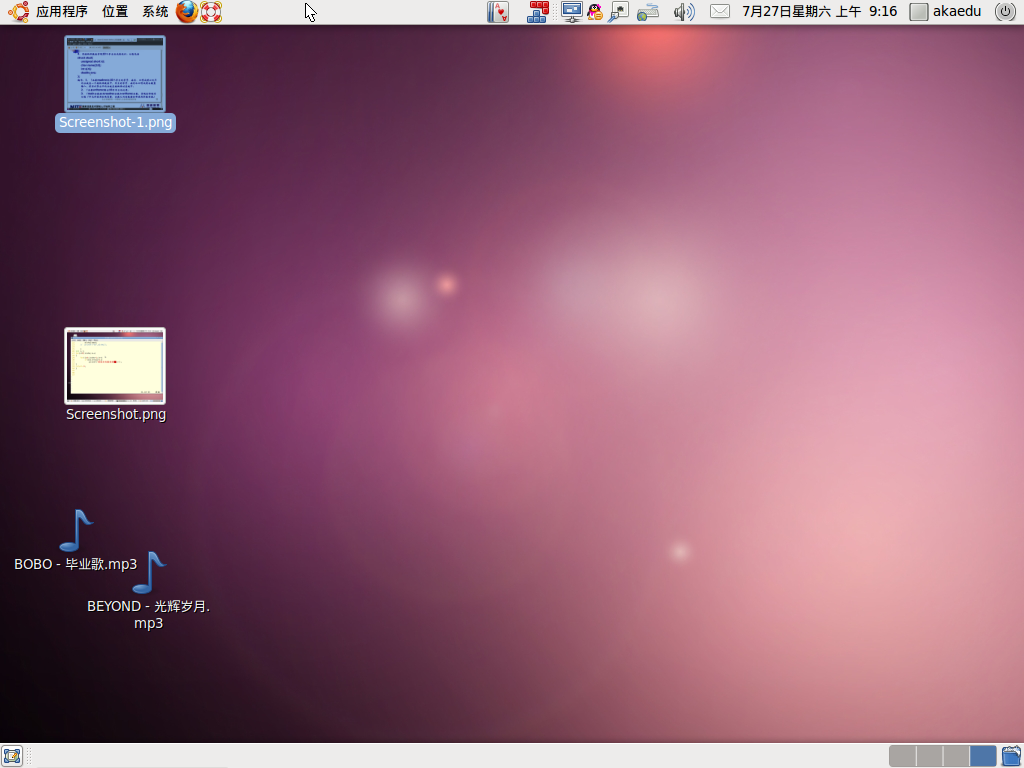 应用程序 位置 系统 7月27日星期六 上午 9:16 akaedu
Screenshot-1.png
Screenshot.png
BOBO - 毕业歌.mp3
BEYOND - 光辉岁月.
mp3